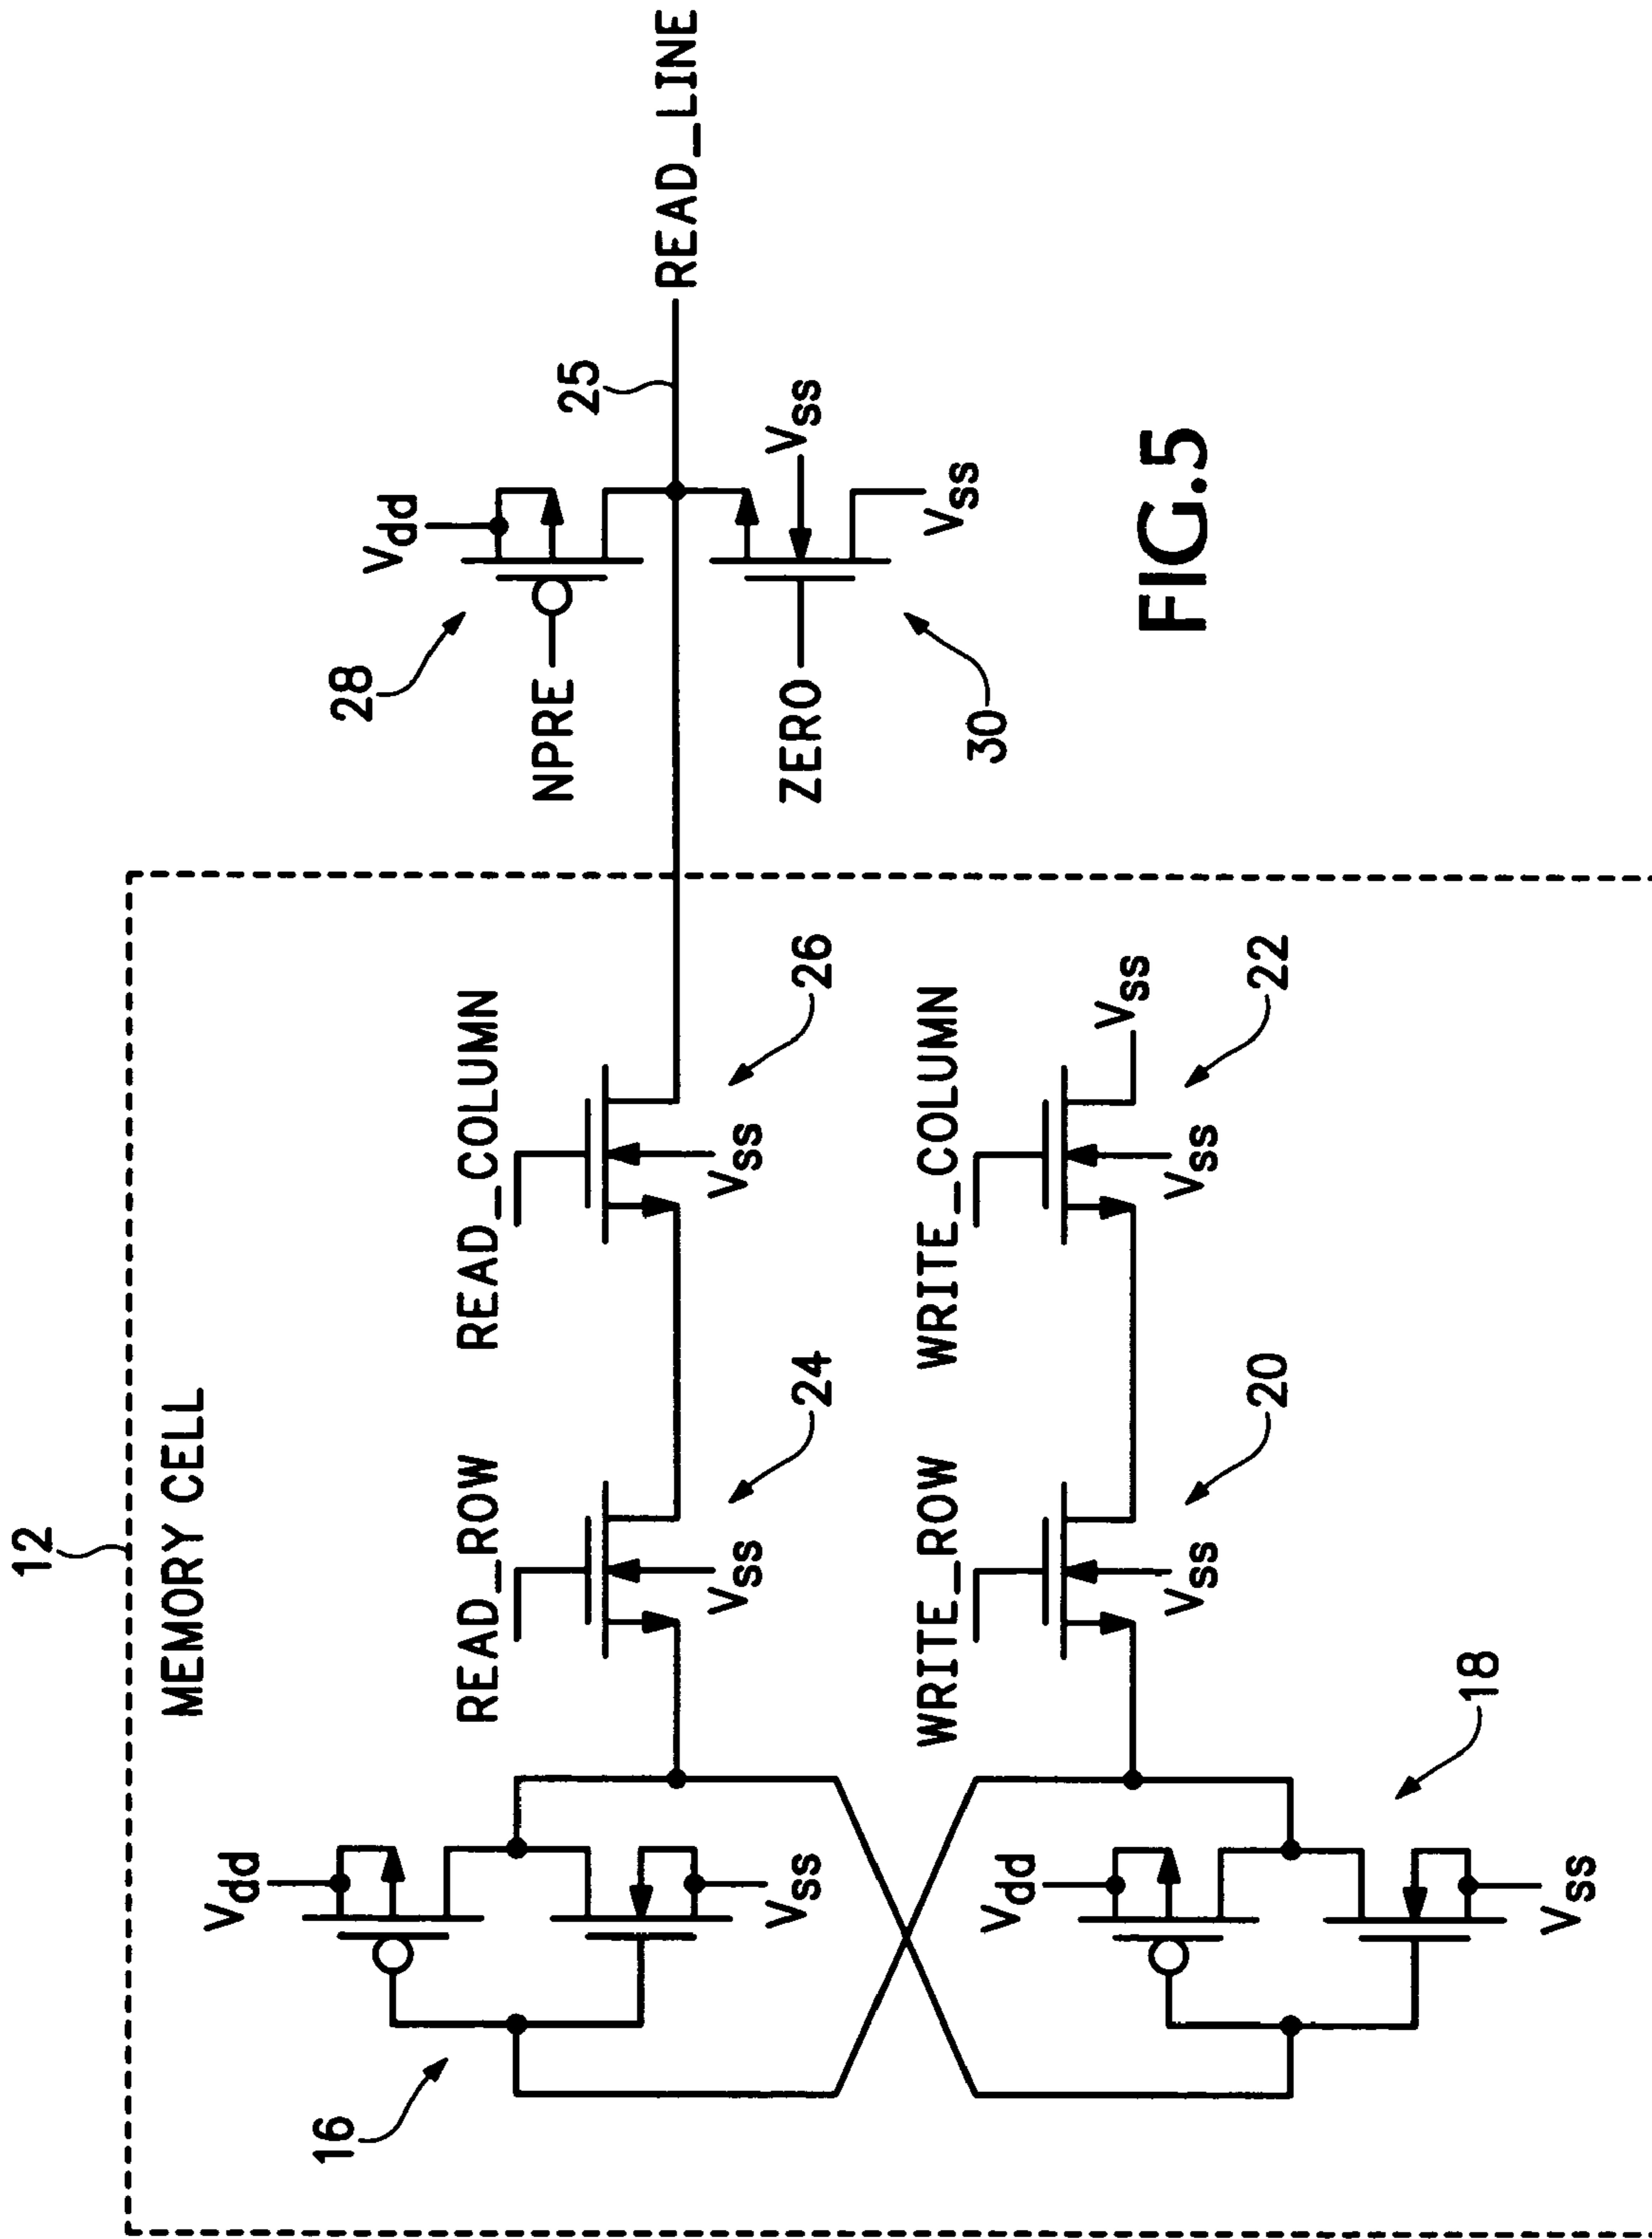 12
MEMORY CELL
Vdd
16
Vss
READ_ROW
Vss
24
READ_COLUMN
Vss
26
28
NPRE
Vdd
25
READ_LINE
ZERO
Vss
Vss
30
Vdd
18
Vss
WRITE_ROW
Vss
20
WRITE_COLUMN
Vss
Vss
22
FIG.5